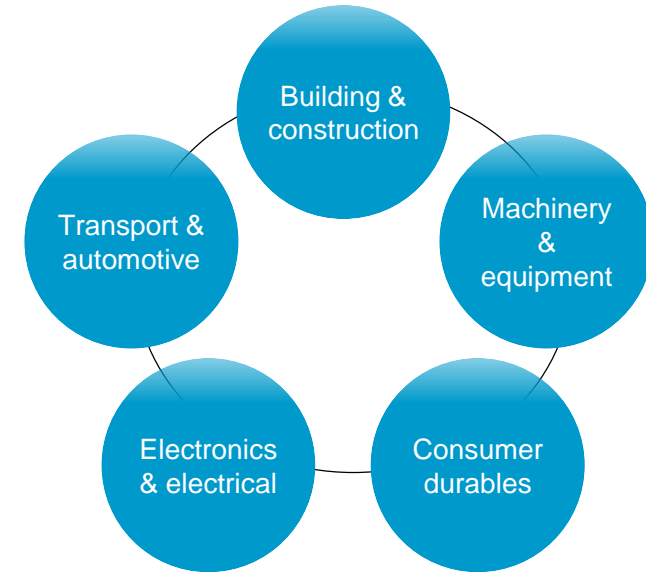 Building &
construction
Machinery
&
equipment
Consumer
durables
Electronics
& electrical
Transport &
automotive